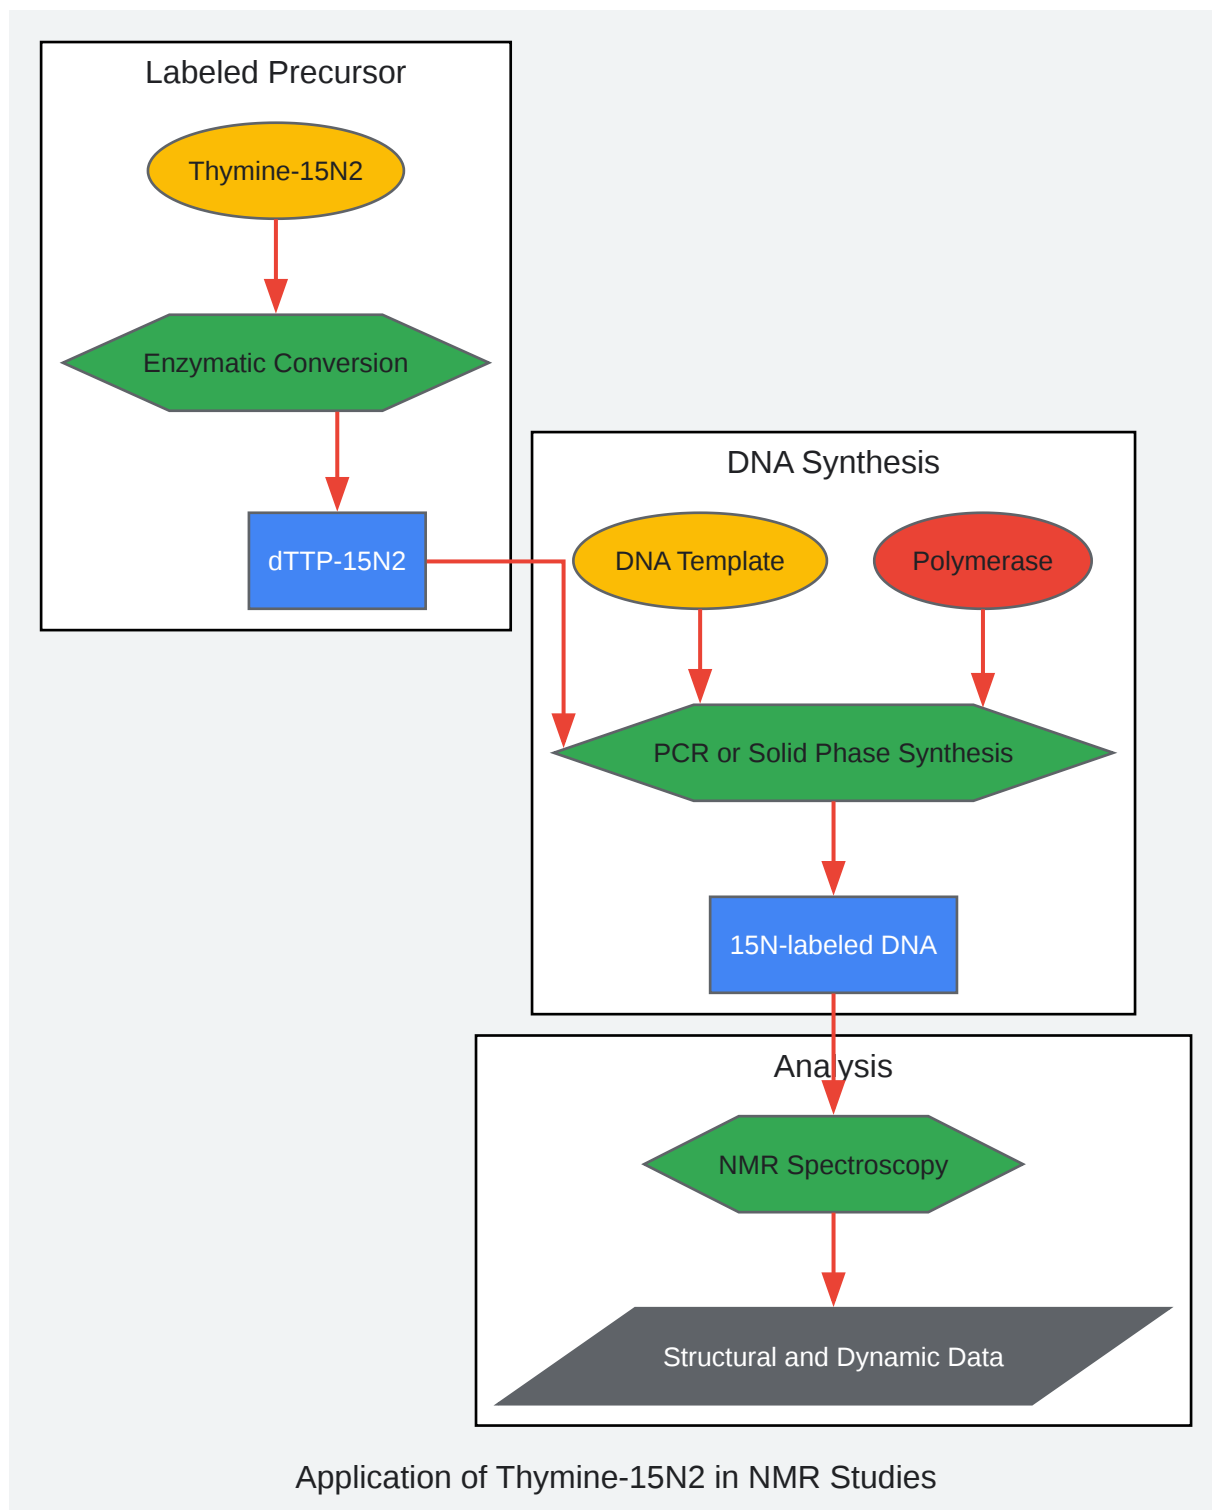 Labeled Precursor
Thymine-15N2
Enzymatic Conversion
dTTP-15N2
DNA Synthesis
DNA Template
Polymerase
PCR or Solid Phase Synthesis
15N-labeled DNA
Analysis
NMR Spectroscopy
Structural and Dynamic Data
Application of Thymine-15N2 in NMR Studies